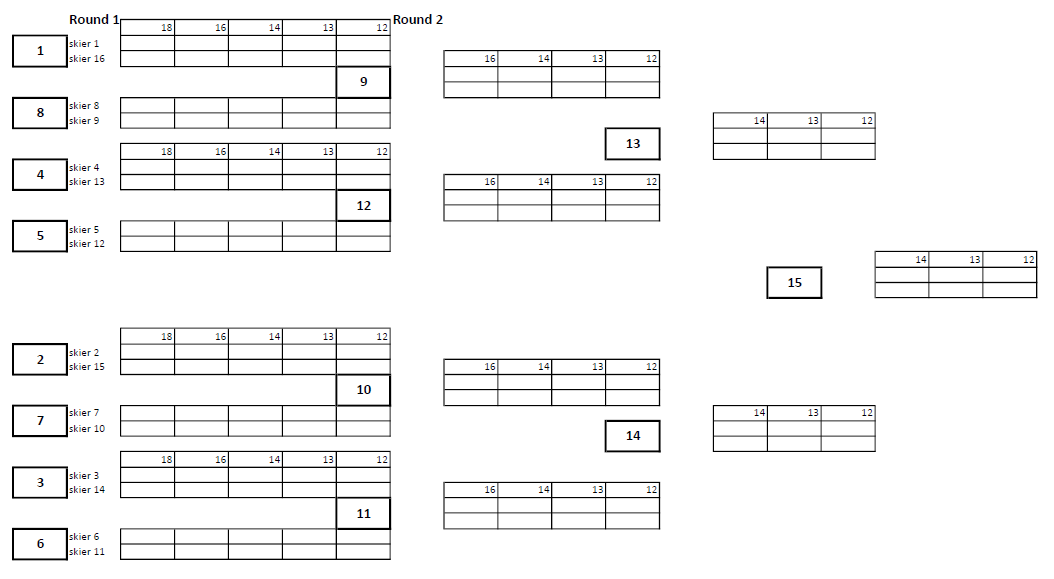 Round 1 Round 2
18 16 14 13 12
1 skier 1
skier 16
16 14 13 12
9
8 skier 8
skier 9
14 13 12
13
18 16 14 13 12
4 skier 4
skier 13
16 14 13 12
12
5 skier 5
skier 12
14 13 12
15
18 16 14 13 12
2 skier 2
skier 15
16 14 13 12
10
7 skier 7
skier 10
14 13 12
14
18 16 14 13 12
3 skier 3
skier 14
16 14 13 12
11
6 skier 6
skier 11